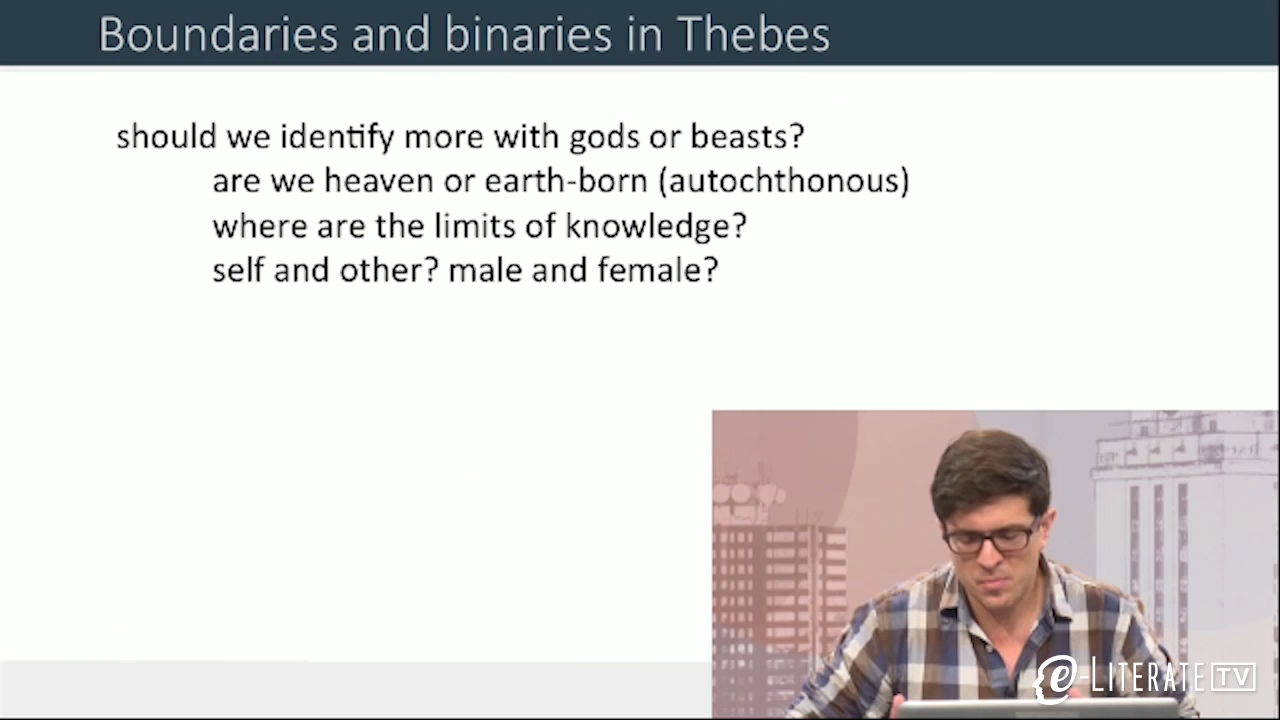 Boundaries and binaries in Thebes
should we identify more with gods or beasts?
are we heaven or earth-born (autochthonous)
where are the limits of knowledge?
self and other? male and female?
e-LITERATE TV